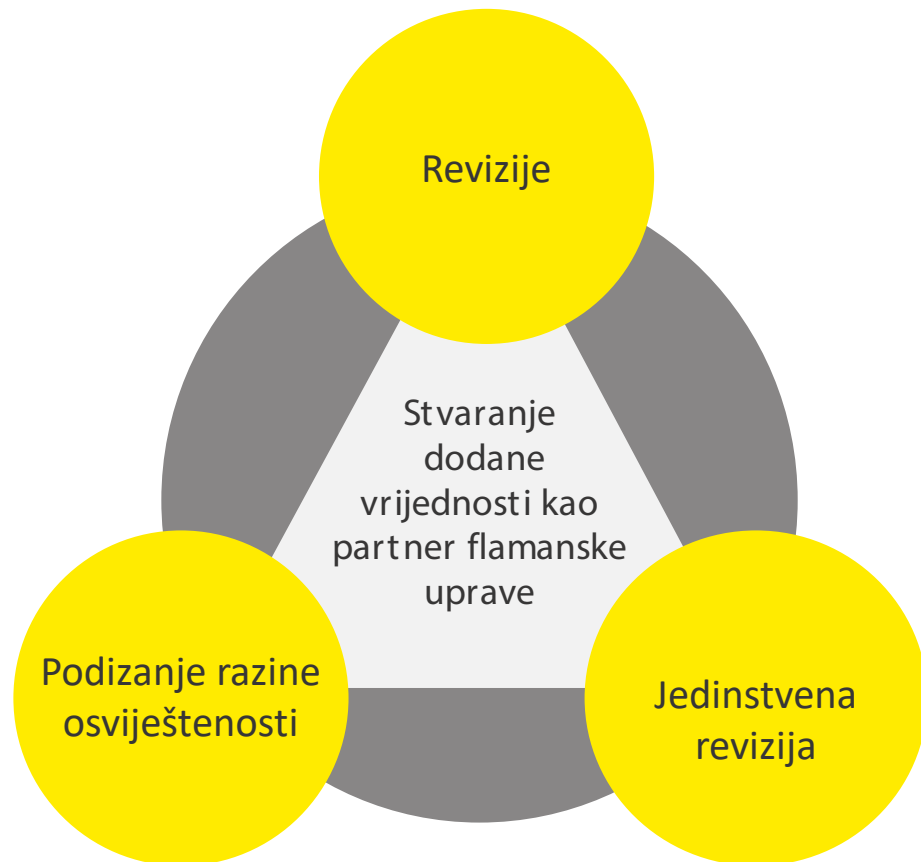 Revizije
Stvaranje
dodane
vrijednosti kao
partner flamanske
uprave
Podizanje razine
osviještenosti
Jedinstvena
revizija